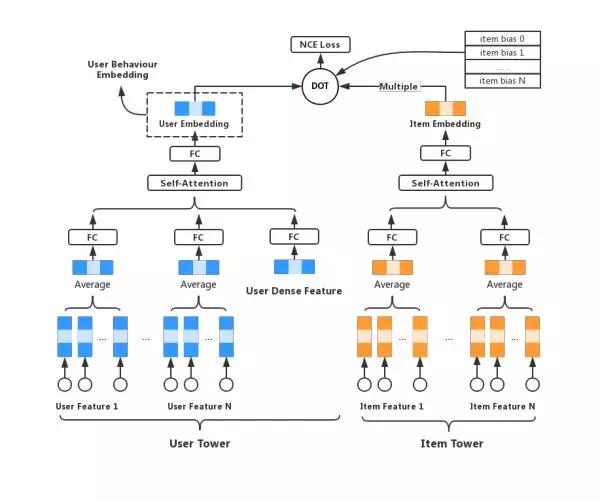 NCE Loss
item bias 0
item bias 1
......
item bias N
User Behaviour
Embedding
DOT
Multiple
User Embedding
Item Embedding
FC
FC
Self-Attention
Self-Attention
FC
FC
FC
FC
FC
Average
Average
User Dense Feature
Average
Average
...
...
...
...
...
...
User Feature 1
User Feature N
Item Feature 1
Item Feature N
User Tower
Item Tower